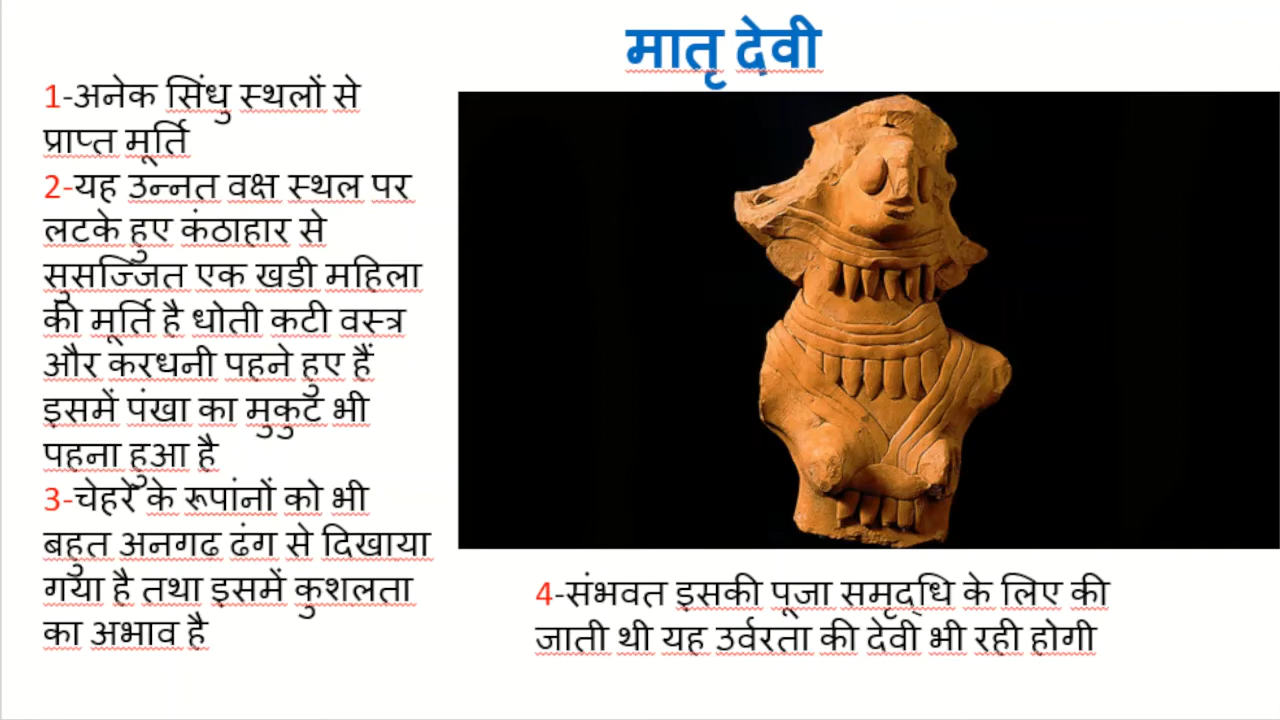 मातृ देवी
1-अनेक सिंधु स्थलों से
प्राप्त मूर्ति
2-यह उन्नत वक्ष स्थल पर
लटके हुए कंठाहार से
सुसज्जित एक खडी महिला
की मूर्ति है धोती कटी वस्त्र
और करधनी पहने हुए हैं
इसमें पंखा का मुकुट भी
पहना हुआ है
3-चेहरे के रूपांनों को भी
बहुत अनगढ ढंग से दिखाया
गया है तथा इसमें कुशलता
का अभाव है
4-संभवत इसकी पूजा समृद्धि के लिए की
जाती थी यह उर्वरता की देवी भी रही होगी